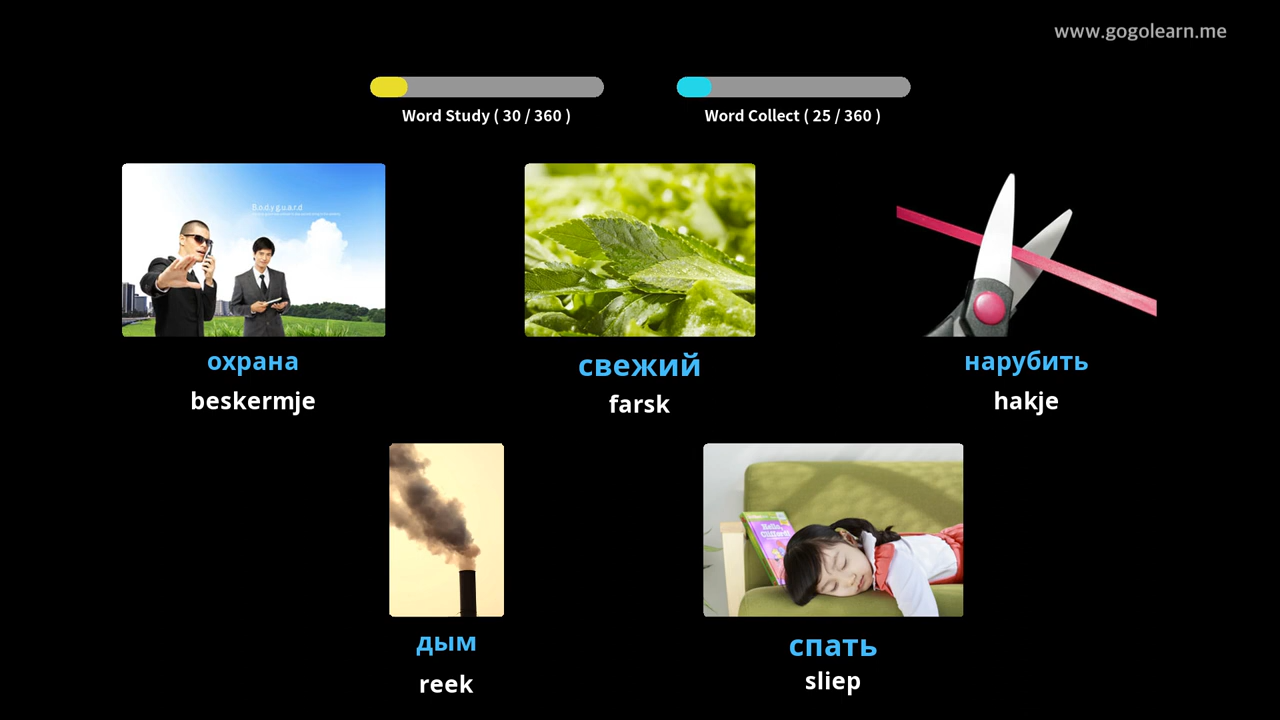 www.gogolearn.me
Word Study ( 30 / 360 )
Word Collect ( 25 / 360 )
Bodyguard
охрана
beskermje
свежий
farsk
нарубить
hakje
дым
reek
спать
sliep